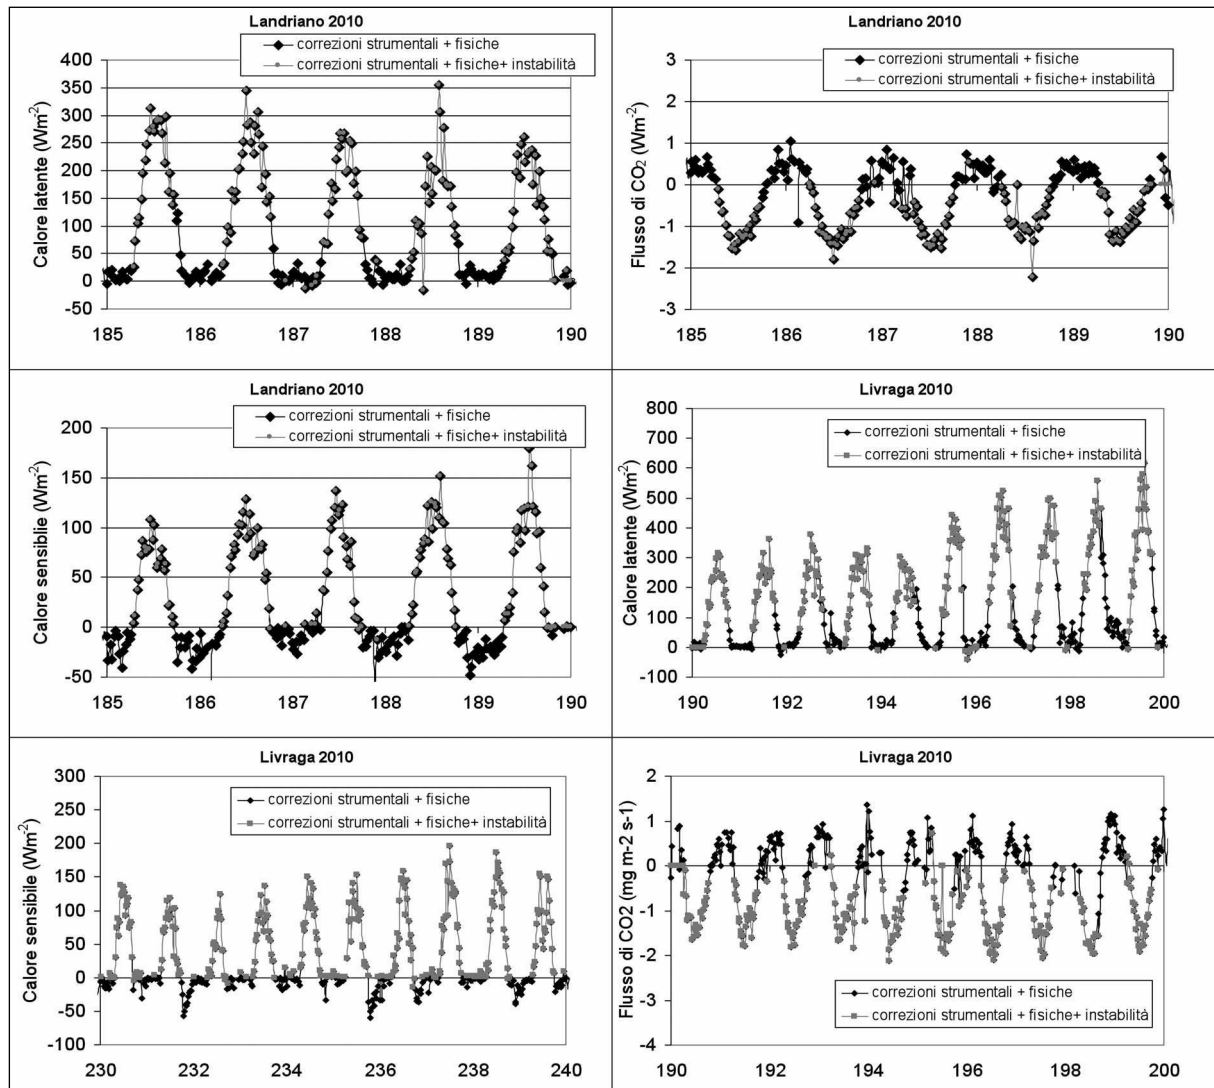 Landriano 2010
correzioni strumentali + fisiche
correzioni strumentali + fisiche+ instabilità
Calore latente (Wm-2)
400
350
300
250
200
150
100
50
0
-50
185 186 187 188 189 190
Landriano 2010
correzioni strumentali + fisiche
correzioni strumentali + fisiche+ instabilità
Flusso di CO2 (Wm-2)
3
2
1
0
-1
-2
-3
185 186 187 188 189 190
Landriano 2010
correzioni strumentali + fisiche
correzioni strumentali + fisiche+ instabilità
Calore sensibile (Wm-2)
200
150
100
50
0
-50
185 186 187 188 189 190
Livraga 2010
correzioni strumentali + fisiche
correzioni strumentali + fisiche+ instabilità
Calore latente (Wm-2)
800
700
600
500
400
300
200
100
0
-100
190 192 194 196 198 200
Livraga 2010
correzioni strumentali + fisiche
correzioni strumentali + fisiche+ instabilità
Calore sensibile (Wm-2)
300
250
200
150
100
50
0
-50
-100
230 232 234 236 238 240
Livraga 2010
Flusso di CO2 (mg m-2 s-1)
2
1
0
-1
-2
-3
-4
correzioni strumentali + fisiche
correzioni strumentali + fisiche+ instabilità
190 192 194 196 198 200